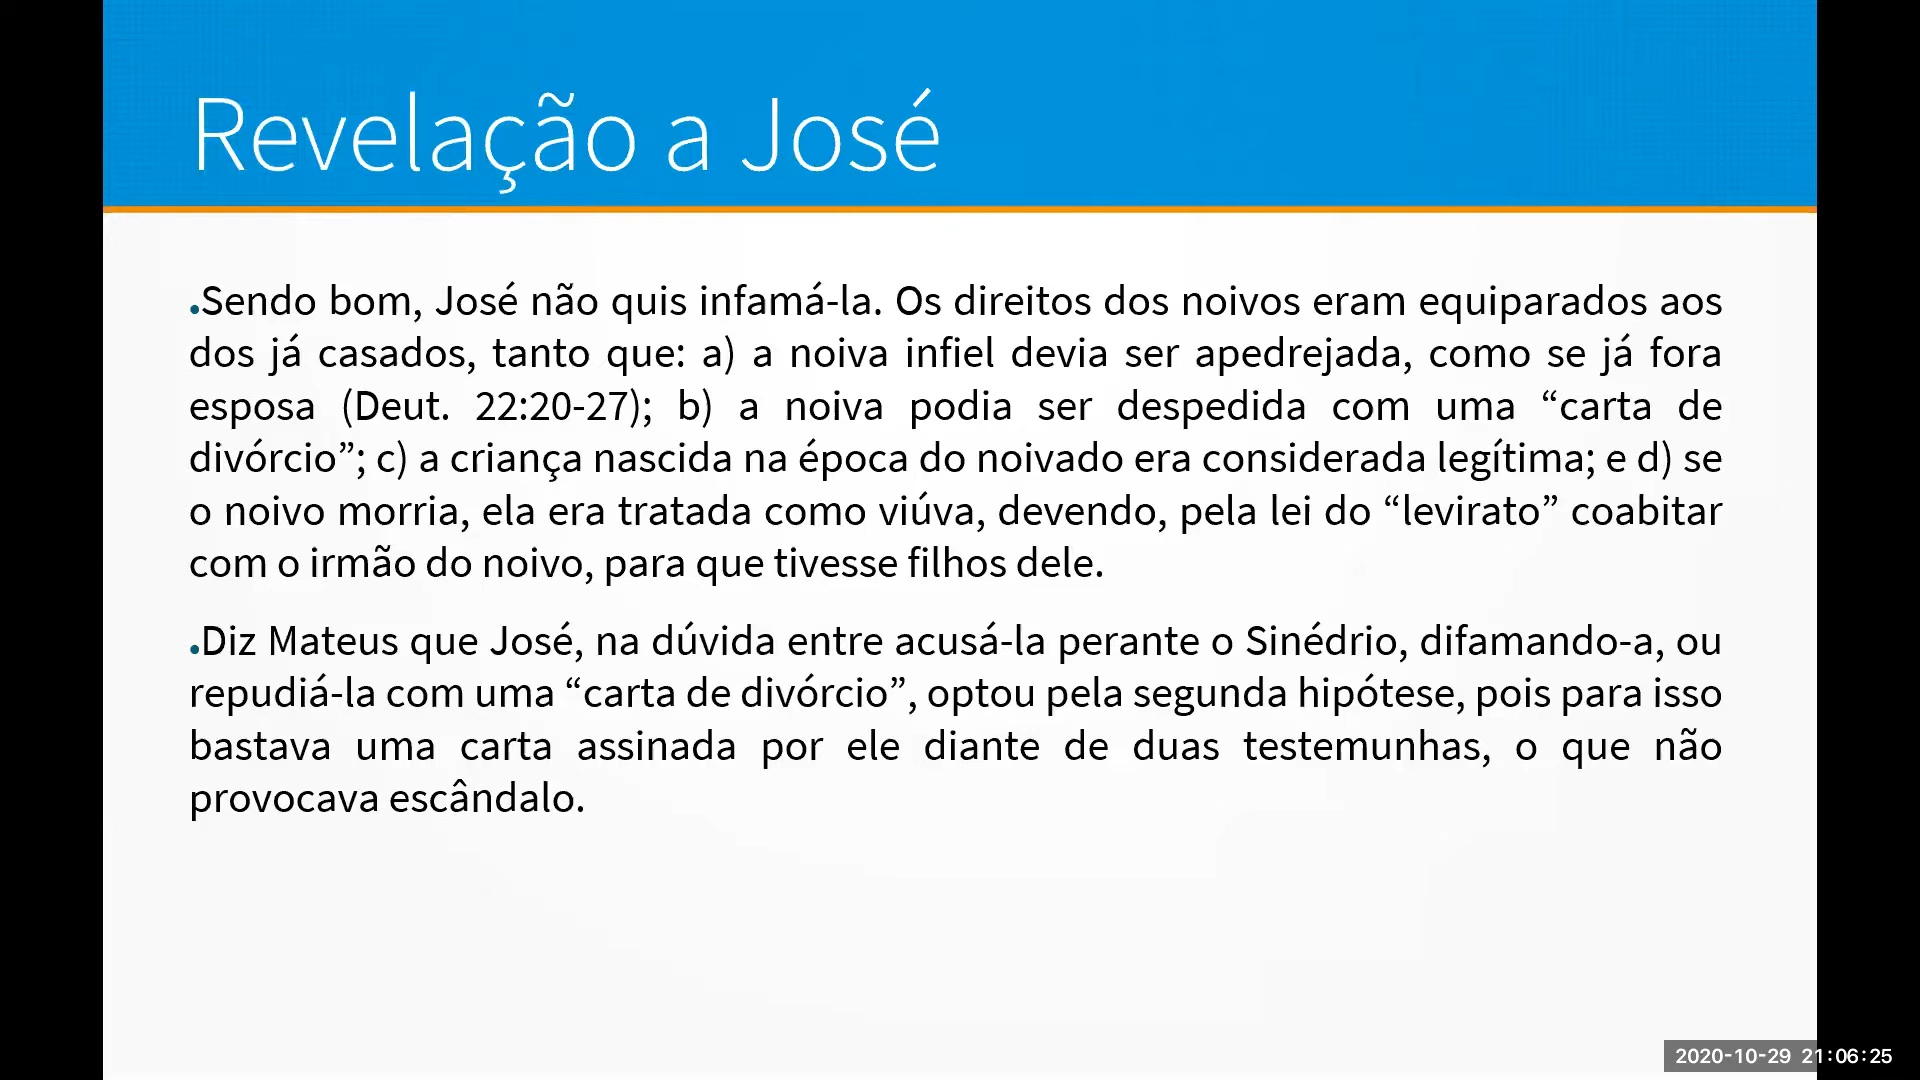 Revelação a José
●Sendo bom, José não quis infamá-la. Os direitos dos noivos eram equiparados aos
dos já casados, tanto que: a) a noiva infiel devia ser apedrejada, como se já fora
esposa (Deut. 22:20-27); b) a noiva podia ser despedida com uma “carta de
divórcio”; c) a criança nascida na época do noivado era considerada legítima; e d) se
o noivo morria, ela era tratada como viúva, devendo, pela lei do “levirato” coabitar
com o irmão do noivo, para que tivesse filhos dele.
●Diz Mateus que José, na dúvida entre acusá-la perante o Sinédrio, difamando-a, ou
repudiá-la com uma “carta de divórcio”, optou pela segunda hipótese, pois para isso
bastava uma carta assinada por ele diante de duas testemunhas, o que não
provocava escândalo.
2020-10-29 21:06:25